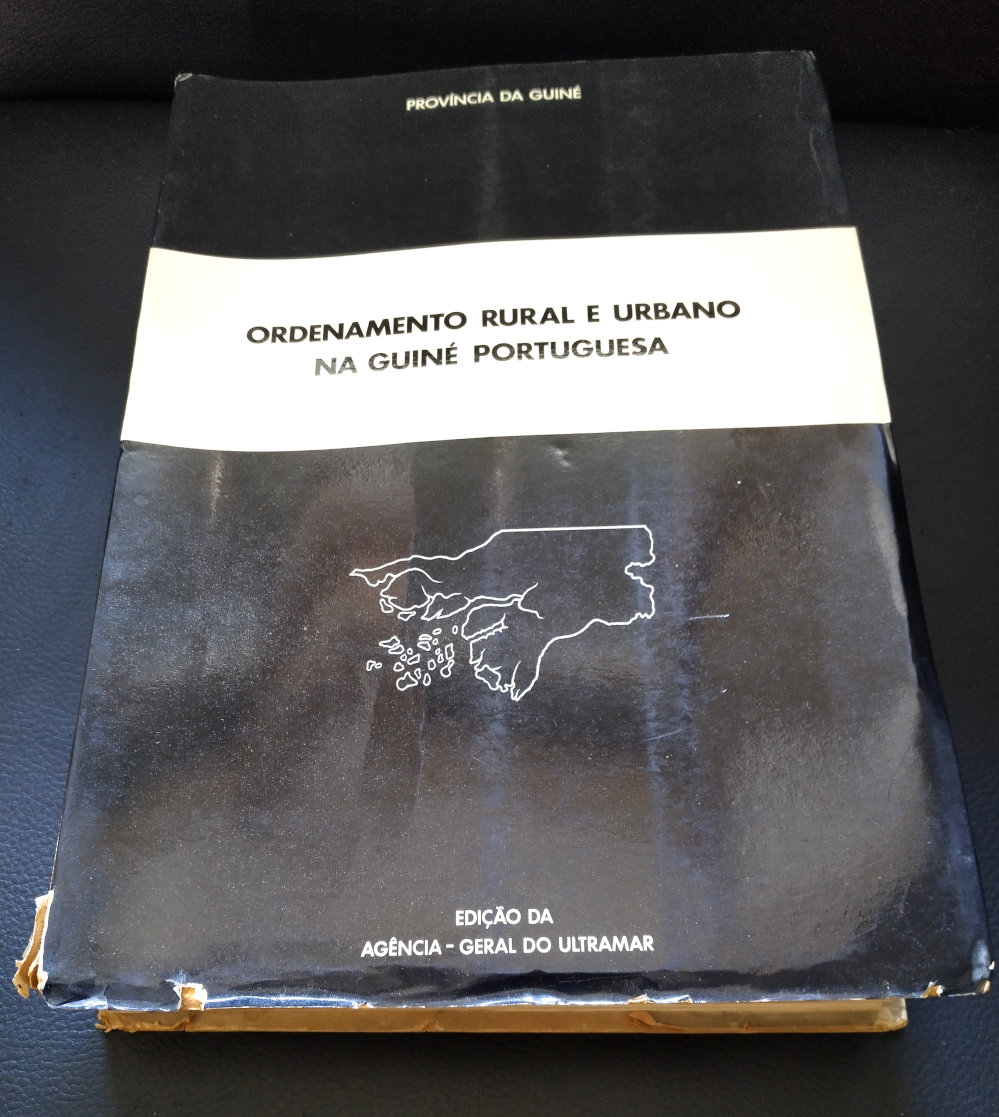 PROVÍNCIA DA GUINÉ
ORDENAMENTO RURAL E URBANO
NA GUINÉ PORTUGUESA
EDIÇÃO DA
AGÊNCIA - GERAL DO ULTRAMAR